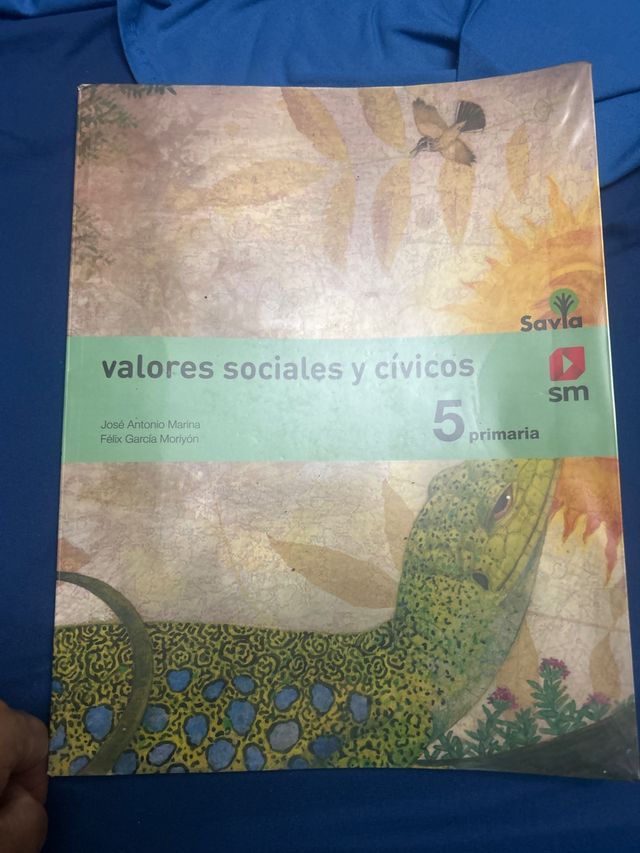 Savia
valores sociales y cívicos
sm
José Antonio Marina
Félix García Moriyón
5 primaria